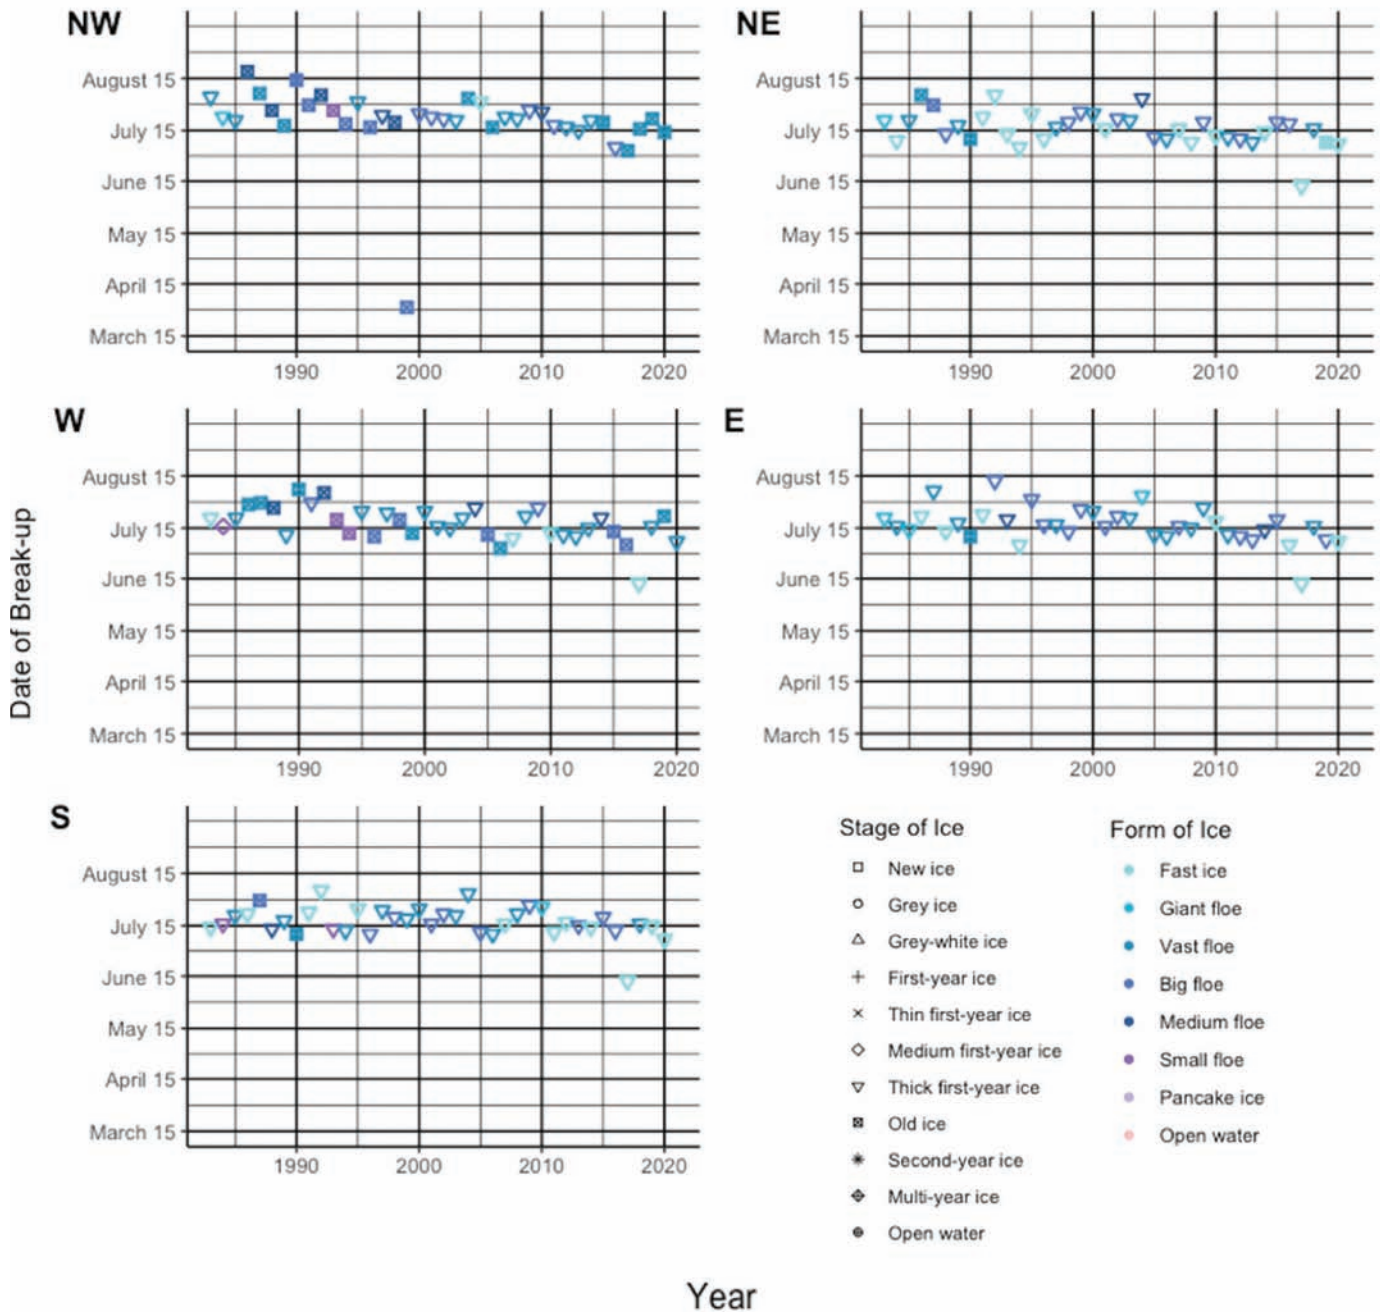 NW
August 15
July 15
June 15
May 15
April 15
March 15
1990 2000 2010 2020
NE
August 15
July 15
June 15
May 15
April 15
March 15
1990 2000 2010 2020
W
August 15
July 15
June 15
May 15
April 15
March 15
1990 2000 2010 2020
E
August 15
July 15
June 15
May 15
April 15
March 15
1990 2000 2010 2020
Date of Break-up
S
August 15
July 15
June 15
May 15
April 15
March 15
1990 2000 2010 2020
Stage of Ice
New ice
Grey ice
Grey-white ice
First-year ice
Thin first-year ice
Medium first-year ice
Thick first-year ice
Old ice
Second-year ice
Multi-year ice
Open water
Form of Ice
Fast ice
Giant floe
Vast floe
Big floe
Medium floe
Small floe
Pancake ice
Open water
Year